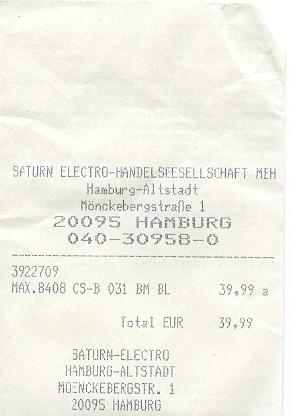 SATURN ELECTRO-HANDELSEESELLSCHAFT MBH
Hamburg-Altstadt
Mönckebergstraße 1
20095 HAMBURG
040-30958-0
3922709
MAX.8408 CS-B 031 BM BL 39,99 a
Total EUR 39,99
SATURN-ELECTRO
HAMBURG-ALTSTADT
MOENCKEBERGSTR. 1
20095 HAMBURG